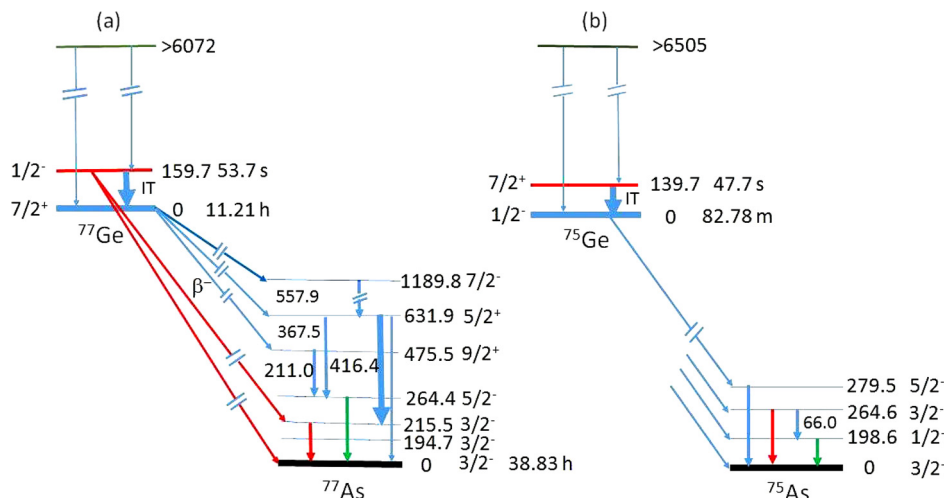 (a)
>6072
1/2⁻ 159.7 53.7 s
IT
7/2⁺ 0 11.21 h
⁷⁷Ge
β⁻
1189.8 7/2⁻
557.9
631.9 5/2⁺
367.5
475.5 9/2⁺
211.0 416.4
264.4 5/2⁻
215.5 3/2⁻
194.7 3/2⁻
0 3/2⁻ 38.83 h
⁷⁷As
(b)
>6505
7/2⁺ 139.7 47.7 s
IT
1/2⁻ 0 82.78 m
⁷⁵Ge
279.5 5/2⁻
264.6 3/2⁻
66.0
198.6 1/2⁻
0 3/2⁻
⁷⁵As